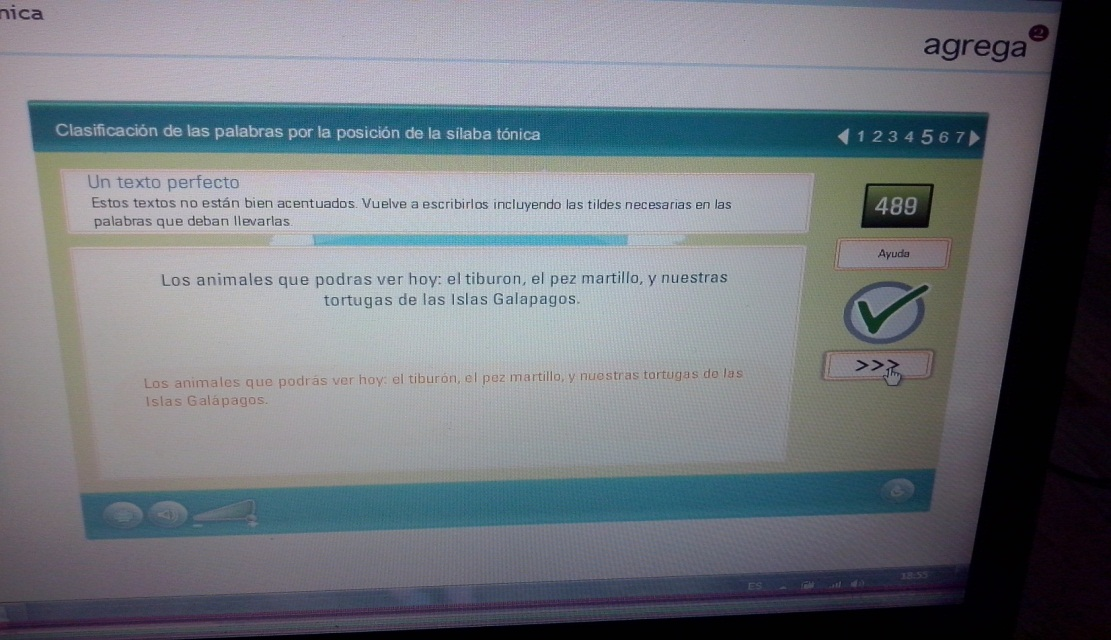 nica
agrega 2
Clasificación de las palabras por la posición de la sílaba tónica
1 2 3 4 5 6 7
Un texto perfecto
Estos textos no están bien acentuados. Vuelve a escribirlos incluyendo las tildes necesarias en las
palabras que deban llevarlas.
489
Ayuda
Los animales que podras ver hoy: el tiburon, el pez martillo, y nuestras
tortugas de las Islas Galapagos.
>>>
Los animales que podrás ver hoy: el tiburón, el pez martillo, y nuestras tortugas de las
Islas Galápagos.
ES
18:55